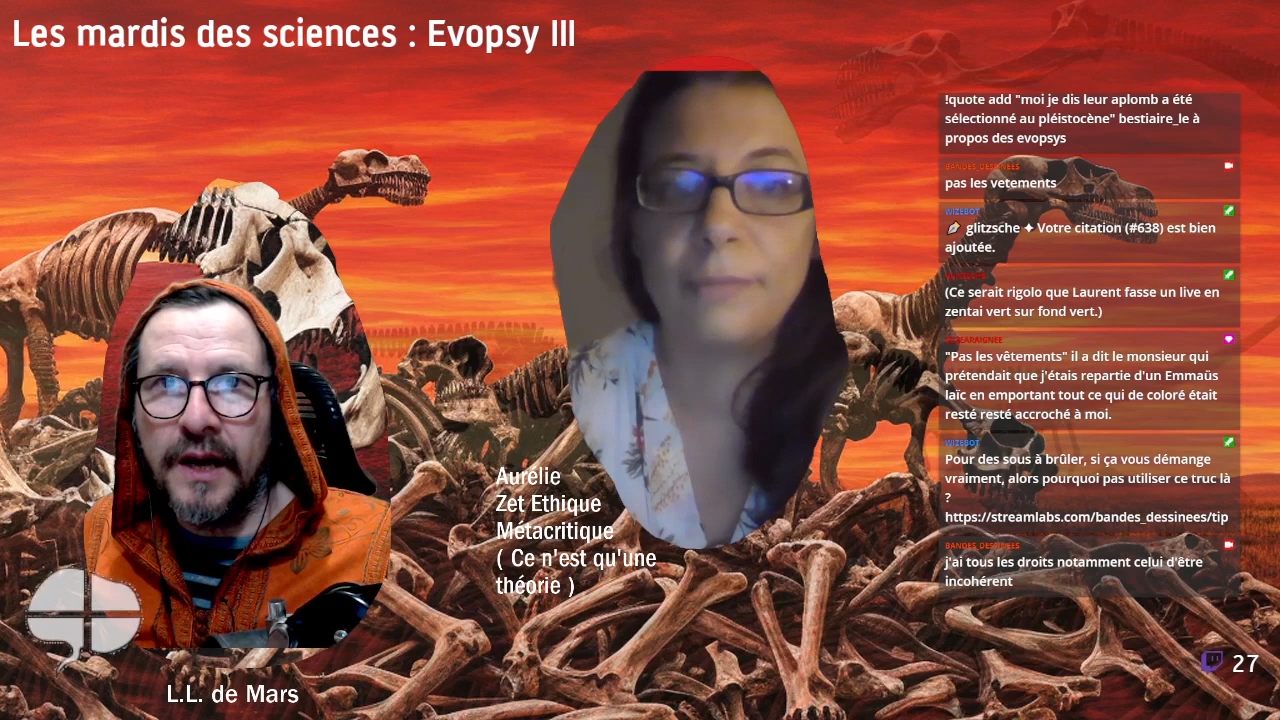 Les mardis des sciences : Evopsy III
!quote add "moi je dis leur aplomb a été
sélectionné au pléistocène" bestiaire_le à
propos des evopsys
BANDES_DESSINEES
pas les vetements
WIZEBOT
glitzsche ✦ Votre citation (#638) est bien
ajoutée.
(Ce serait rigolo que Laurent fasse un live en
zentai vert sur fond vert.)
"Pas les vêtements" il a dit le monsieur qui
prétendait que j'étais repartie d'un Emmaüs
laïc en emportant tout ce qui de coloré était
resté resté accroché à moi.
WIZEBOT
Pour des sous à brûler, si ça vous démange
vraiment, alors pourquoi pas utiliser ce truc là
?
https://streamlabs.com/bandes_dessinees/tip
BANDES_DESSINEES
j'ai tous les droits notamment celui d'être
incohérent
Aurélie
Zet Ethique
Métacritique
( Ce n'est qu'une
théorie )
27
L.L. de Mars